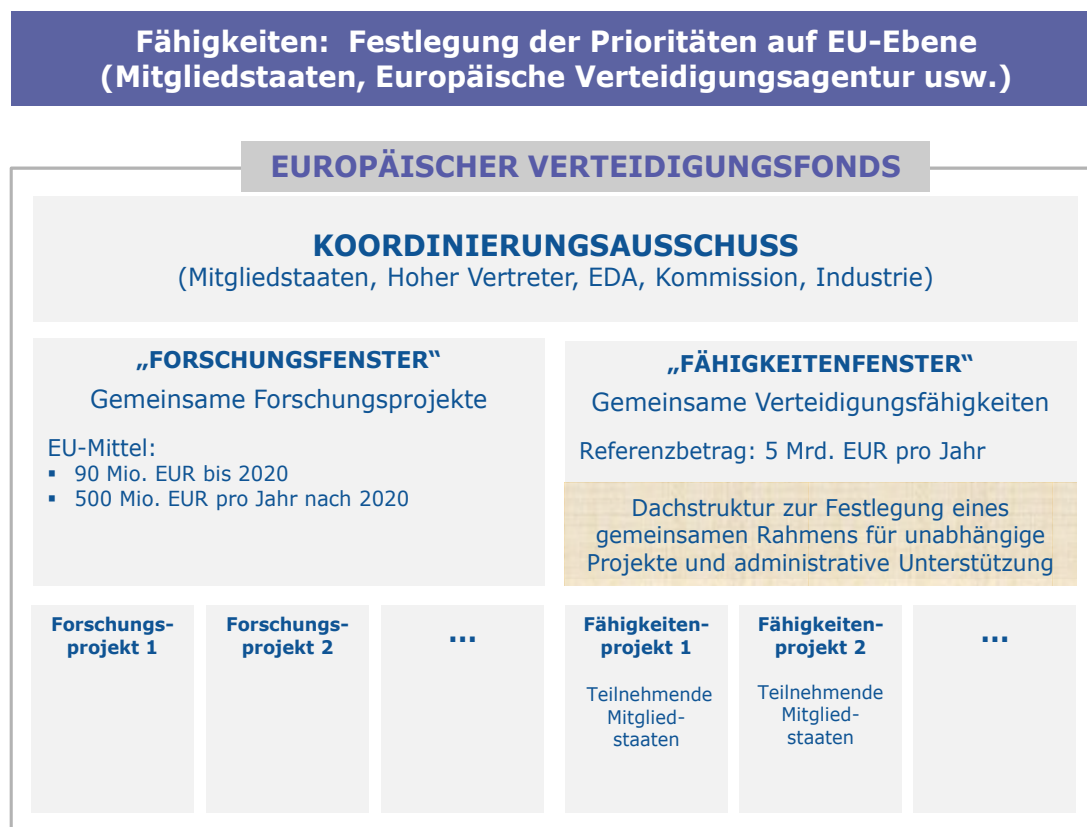 Fähigkeiten: Festlegung der Prioritäten auf EU-Ebene
(Mitgliedstaaten, Europäische Verteidigungsagentur usw.)
EUROPÄISCHER VERTEIDIGUNGSFONDS
KOORDINIERUNGSAUSSCHUSS
(Mitgliedstaaten, Hoher Vertreter, EDA, Kommission, Industrie)
„FORSCHUNGSFENSTER“
Gemeinsame Forschungsprojekte
EU-Mittel:
▪ 90 Mio. EUR bis 2020
▪ 500 Mio. EUR pro Jahr nach 2020
„FÄHIGKEITENFENSTER“
Gemeinsame Verteidigungsfähigkeiten
Referenzbetrag: 5 Mrd. EUR pro Jahr
Dachstruktur zur Festlegung eines
gemeinsamen Rahmens für unabhängige
Projekte und administrative Unterstützung
Forschungs-
projekt 1
Forschungs-
projekt 2
...
Fähigkeiten-
projekt 1
Teilnehmende
Mitglied-
staaten
Fähigkeiten-
projekt 2
Teilnehmende
Mitglied-
staaten
...